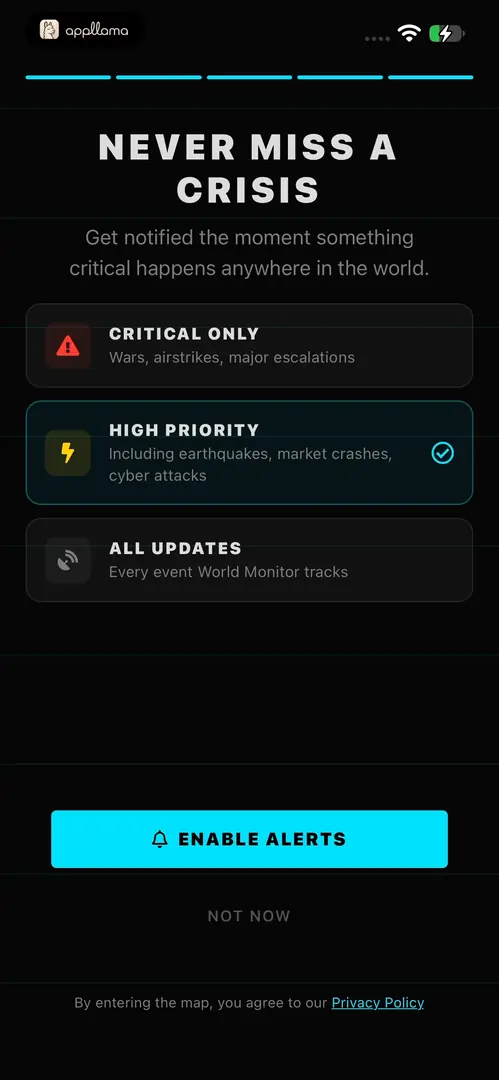 appllama
NEVER MISS A
CRISIS
Get notified the moment something
critical happens anywhere in the world.
CRITICAL ONLY
Wars, airstrikes, major escalations
HIGH PRIORITY
Including earthquakes, market crashes,
cyber attacks
ALL UPDATES
Every event World Monitor tracks
ENABLE ALERTS
NOT NOW
By entering the map, you agree to our Privacy Policy